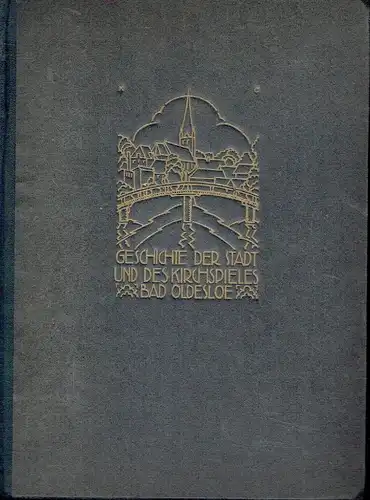 GESCHICHTE DER STADT
UND DES KIRCHSPIELES
BAD OLDESLOE